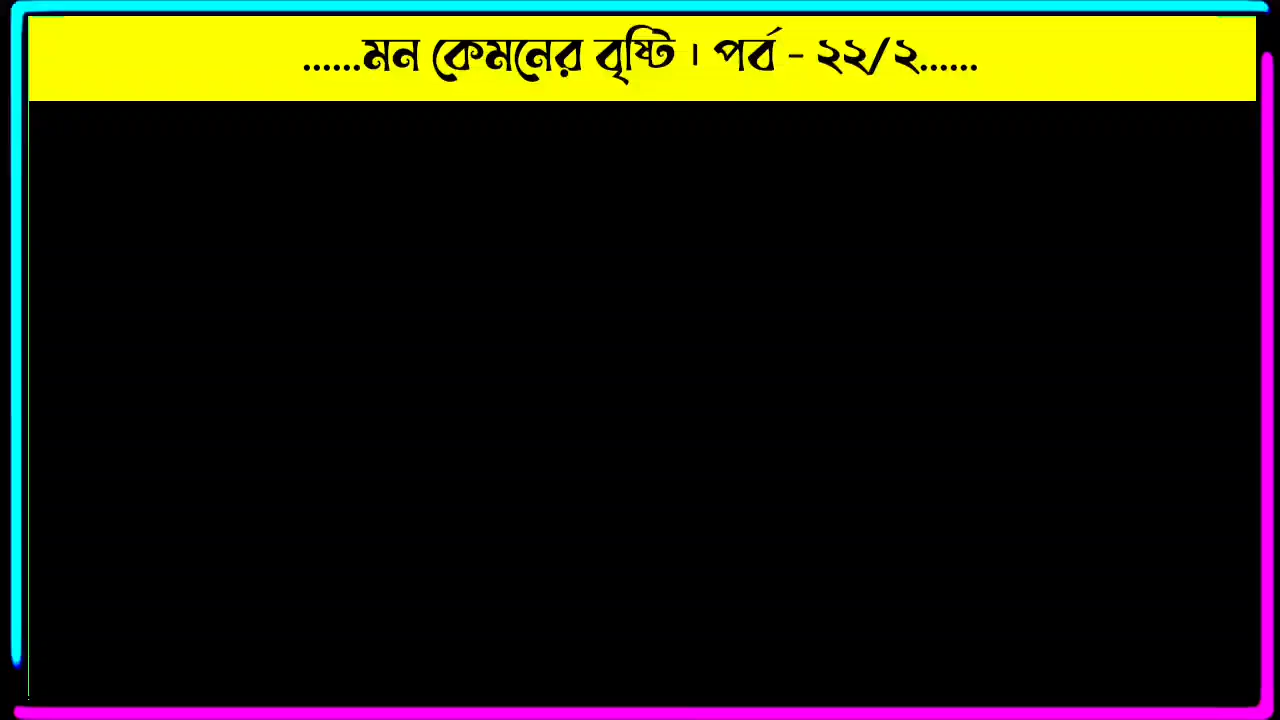 ......মন কেমনের বৃষ্টি । পর্ব - ২২/২......